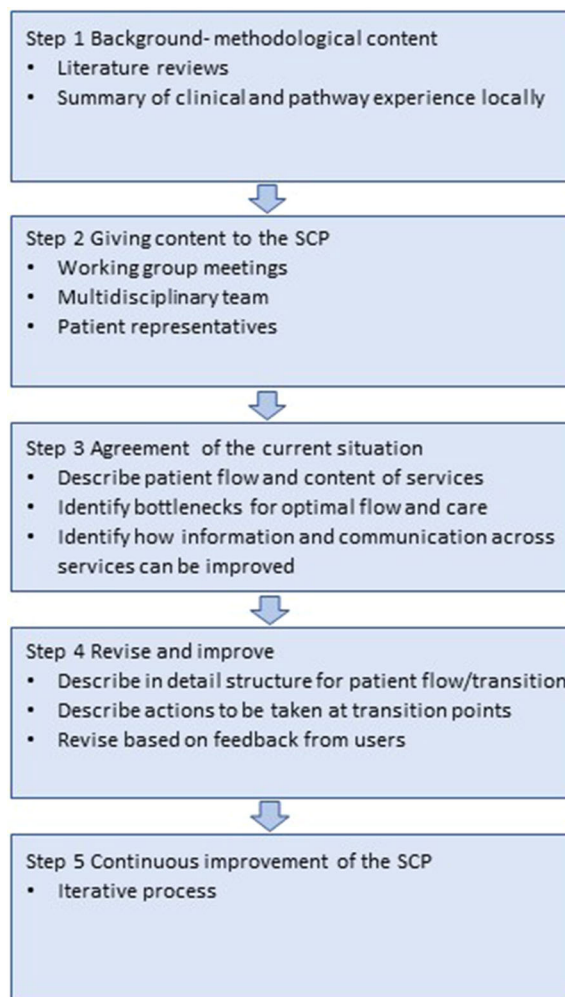 Step 1 Background- methodological content
• Literature reviews
• Summary of clinical and pathway experience locally
Step 2 Giving content to the SCP
• Working group meetings
• Multidisciplinary team
• Patient representatives
Step 3 Agreement of the current situation
• Describe patient flow and content of services
• Identify bottlenecks for optimal flow and care
• Identify how information and communication across
services can be improved
Step 4 Revise and improve
• Describe in detail structure for patient flow/transition
• Describe actions to be taken at transition points
• Revise based on feedback from users
Step 5 Continuous improvement of the SCP
• Iterative process